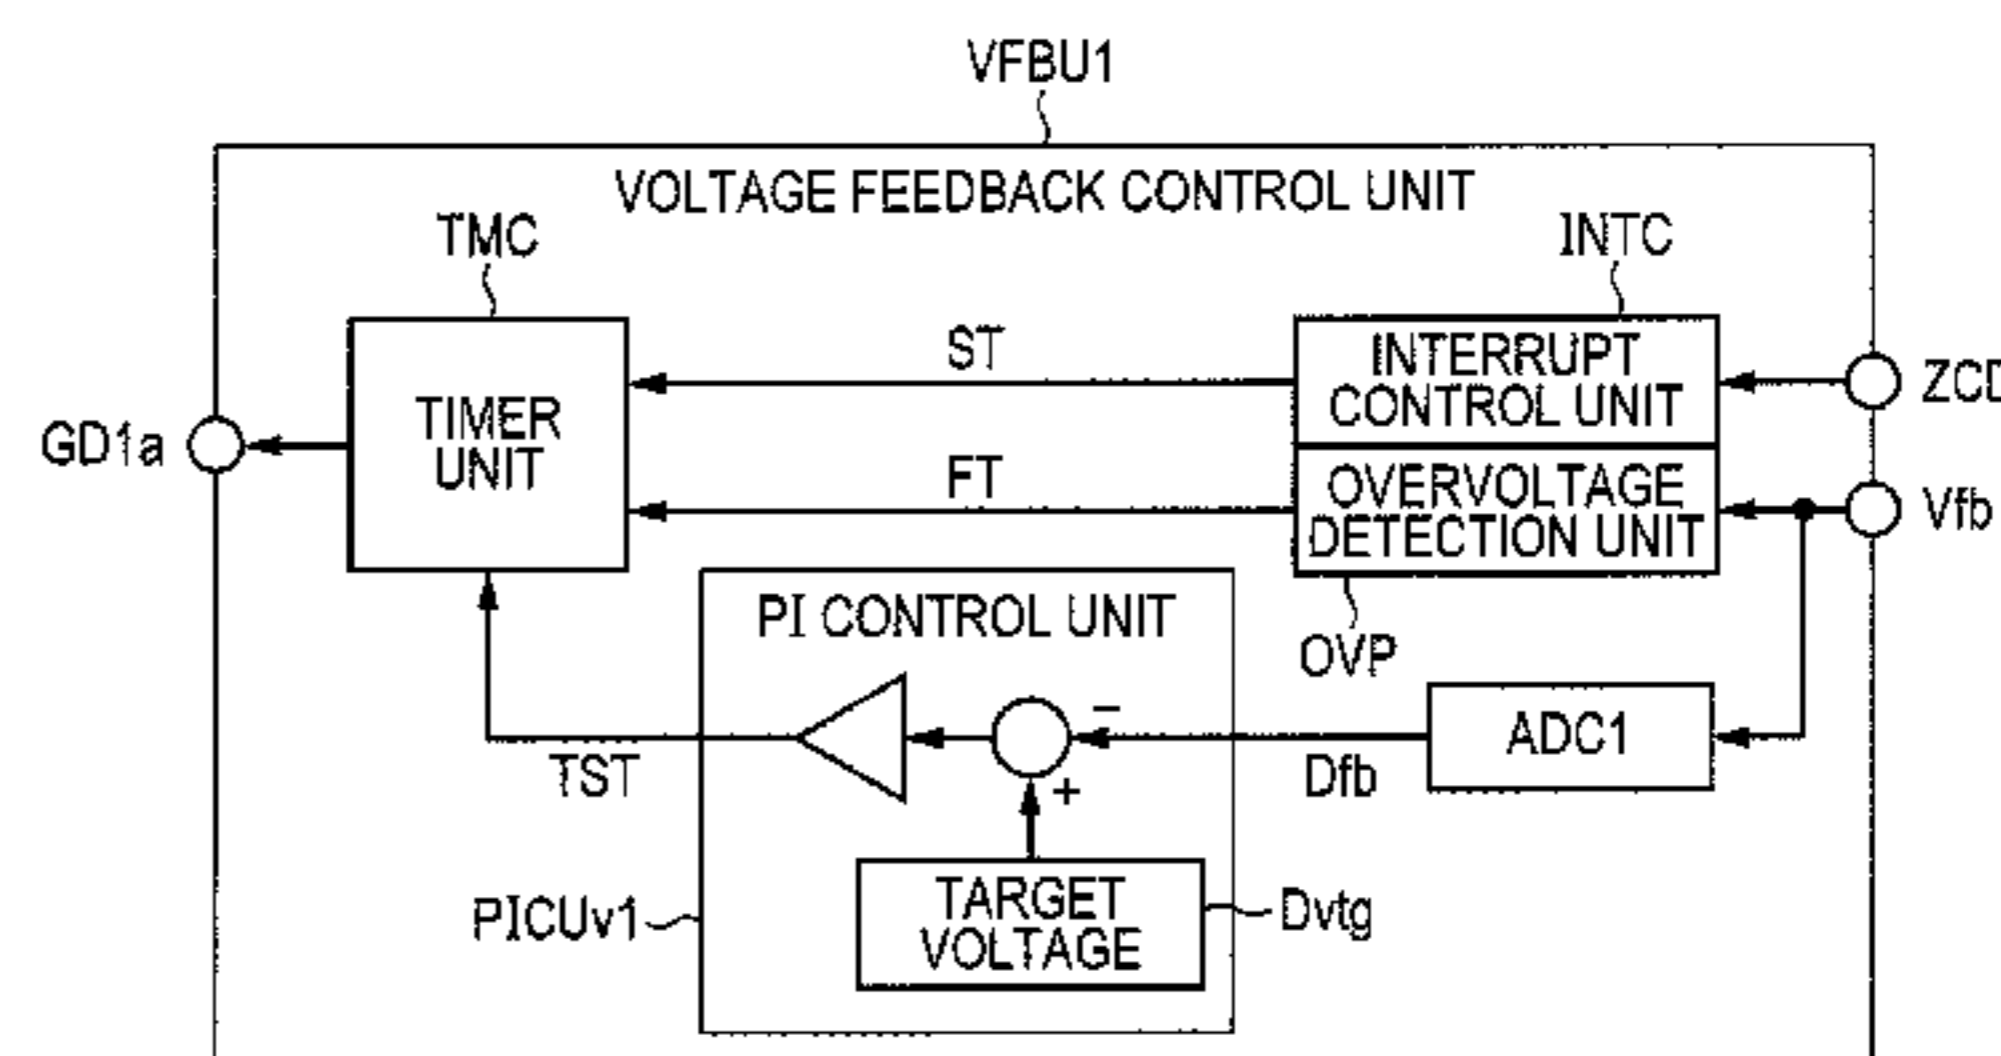 VFBU1
VOLTAGE FEEDBACK CONTROL UNIT
TMC
INTC
TIMER
UNIT
ST
FT
INTERRUPT
CONTROL UNIT
OVERVOLTAGE
DETECTION UNIT
ZCD
Vfb
GD1a
OVP
PI CONTROL UNIT
TST
−
+
Dfb
ADC1
TARGET
VOLTAGE
PICUv1
Dvtg